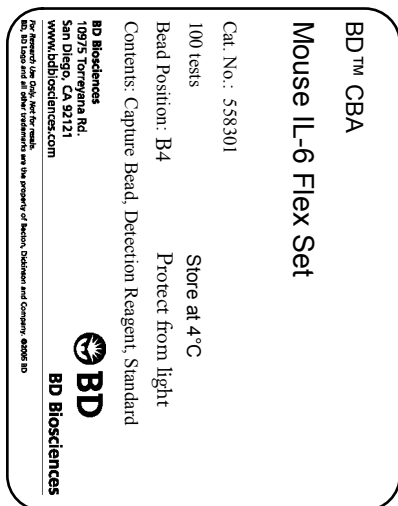 BD™ CBA
Mouse IL-6 Flex Set
Cat. No.: 558301
100 tests Store at 4°C
Bead Position: B4 Protect from light
Contents: Capture Bead, Detection Reagent, Standard
BD Biosciences
10975 Torreyana Rd.
San Diego, CA 92121
www.bdbiosciences.com
BD
BD Biosciences
For Research Use Only. Not for resale.
BD, BD Logo and all other trademarks are the property of Becton, Dickinson and Company. ©2005 BD